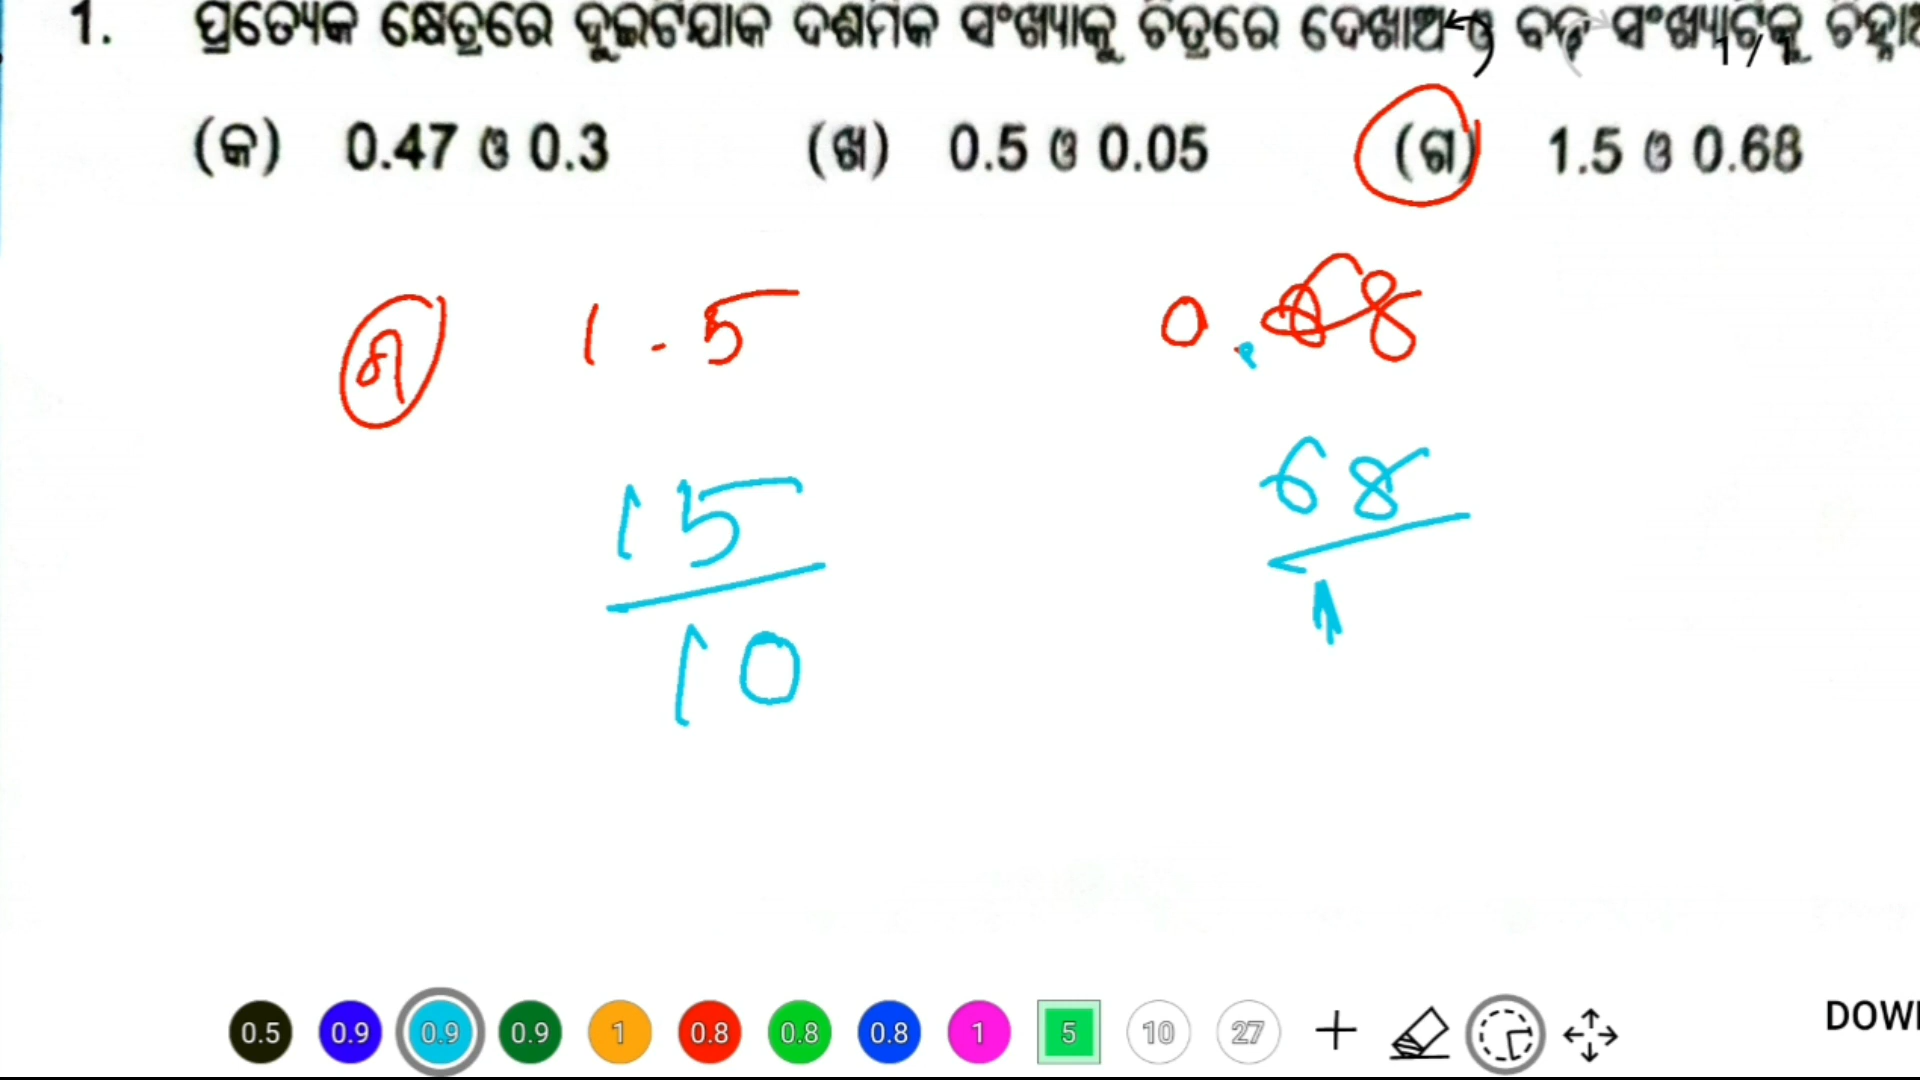 1. ପ୍ରତ୍ୟେକ କ୍ଷେତ୍ରରେ ଦୁଇଟିଯାକ ଦଶମିକ ସଂଖ୍ୟାକୁ ଚିତ୍ରରେ ଦେଖାଅ ଓ ବଡ଼ ସଂଖ୍ୟାଟିକୁ
(କ) 0.47 ଓ 0.3 (ଖ) 0.5 ଓ 0.05 (ଗ) 1.5 ଓ 0.68
ଗ 1.5 0.68
15 68
10 1
0.5 0.9 0.9 0.9 1 0.8 0.8 0.8 1 5 10 27